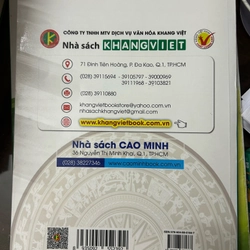 CÔNG TY TNHH MTV DỊCH VỤ VĂN HÓA KHANG VIỆT
Nhà sách KHANGVIET
71 Đinh Tiên Hoàng, P. Đa Kao, Q.1, TP.HCM
(028) 39115694 - 39105797 - 39000969
39111968 - 39103821
(028) 39110880
khangvietbookstore@yahoo.com.vn
nhasachkhangviet@gmail.com
www.khangvietbook.com.vn
Nhà sách CAO MINH
36 Nguyễn Thị Minh Khai, Q.1, TP.HCM
(028) 38227346